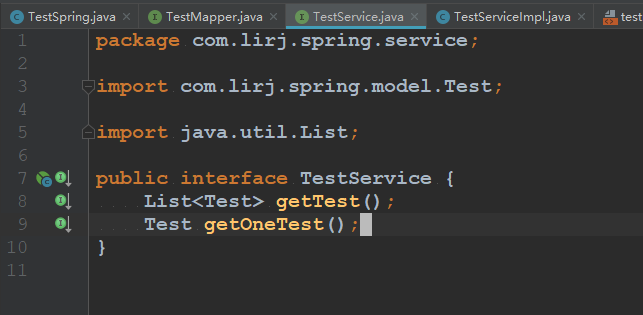 TestSpring.java TestMapper.java TestService.java TestServiceImpl.java test
1 package com.lirj.spring.service;
2
3 import com.lirj.spring.model.Test;
4
5 import java.util.List;
6
7 public interface TestService {
8 List<Test> getTest();
9 Test getOneTest();
10 }
11